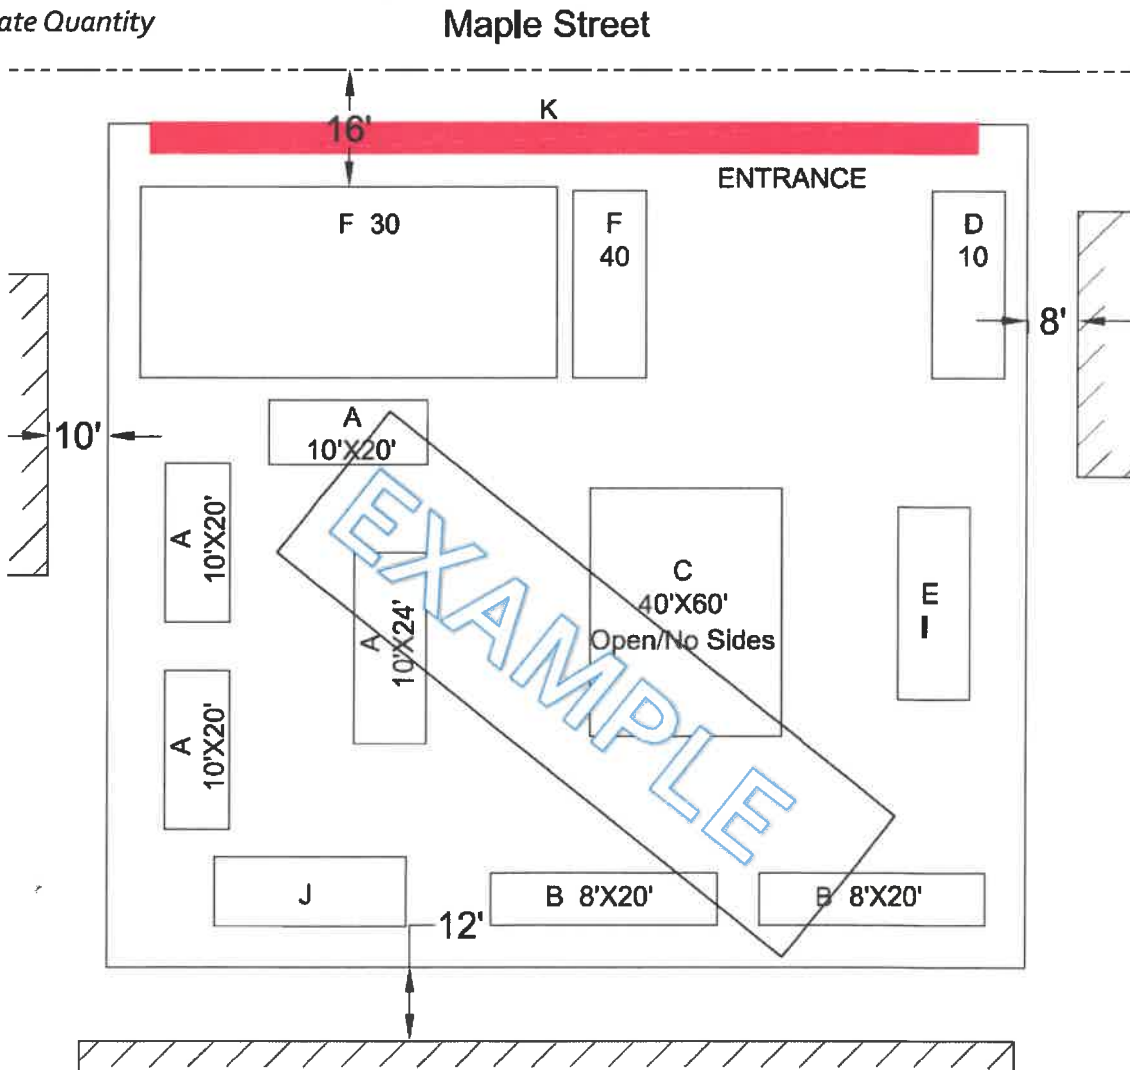 ate Quantity
Maple Street
K
16'
ENTRANCE
F 30
F
40
D
10
8'
10'
A
10'X20'
A
10'X20'
A
10'X24'
C
40'X60'
Open/No Sides
E
I
EXAMPLE
A
10'X20'
J
12'
B 8'X20'
B 8'X20'